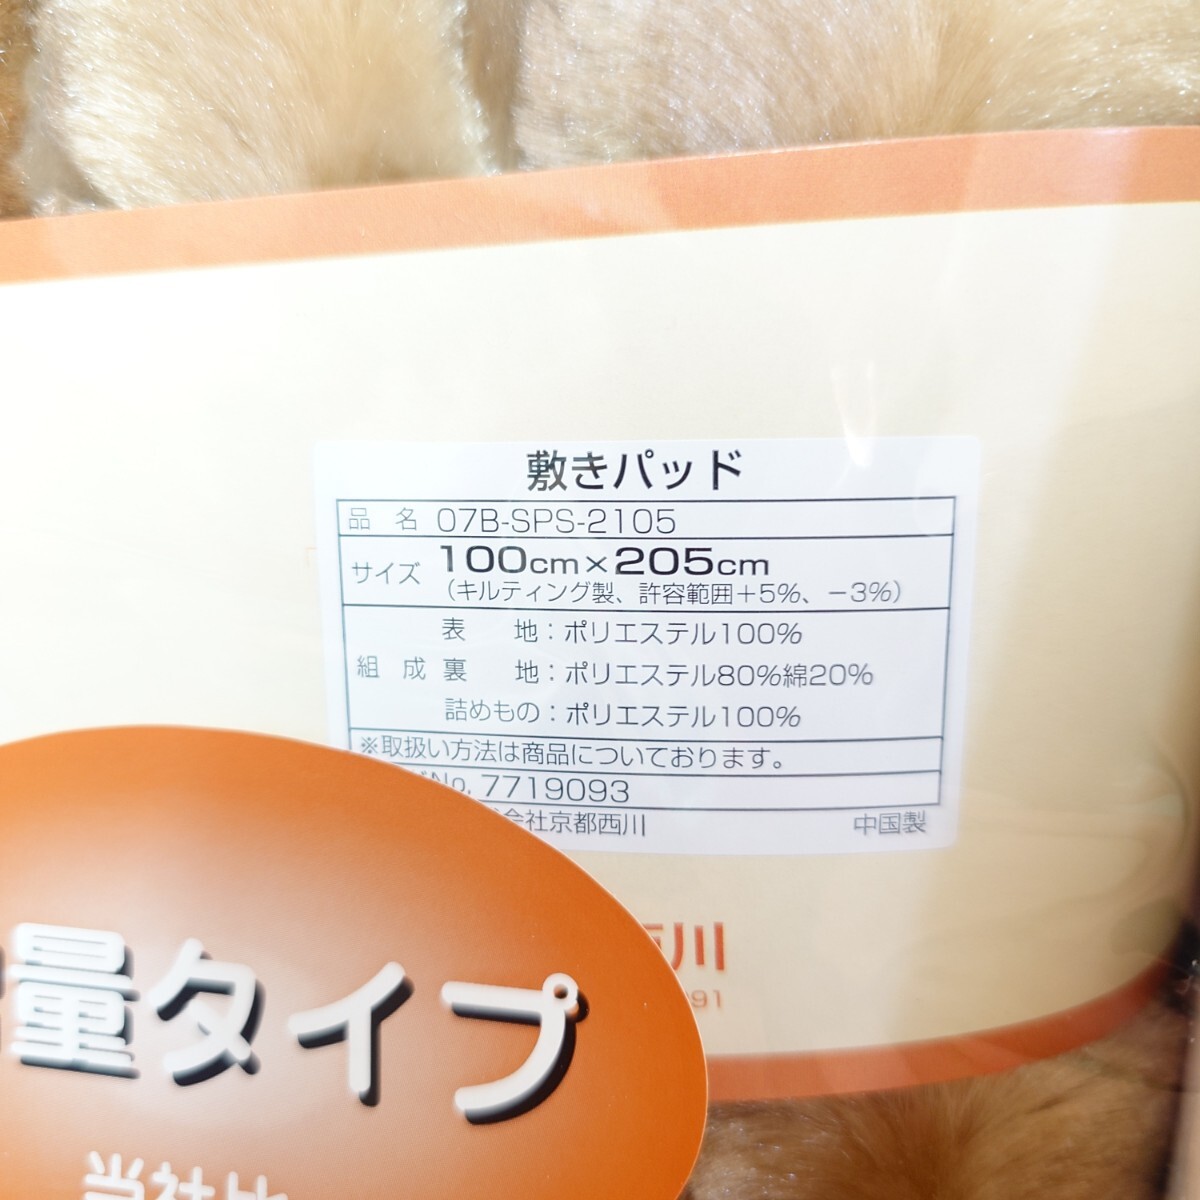 敷きパッド
品 名 07B-SPS-2105
サイズ 100cm×205cm
（キルティング製、許容範囲＋5%、－3%）
表 地：ポリエステル100%
組 成 裏 地：ポリエステル80%綿20%
詰めもの：ポリエステル100%
※取扱い方法は商品についております。
No. 7719093
会社京都西川 中国製
川
91
量タイプ
当社比